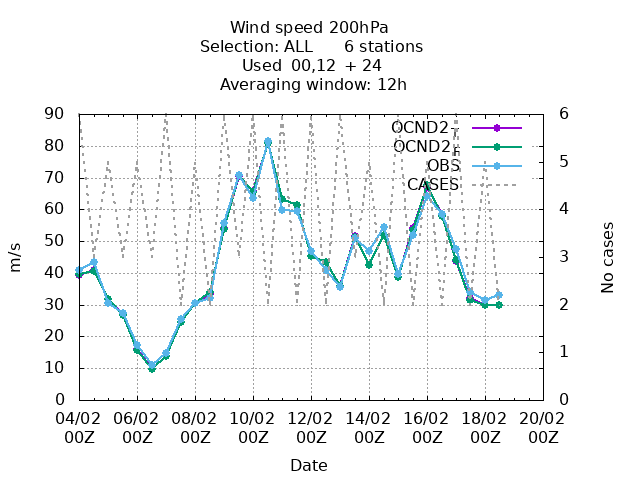 Wind speed 200hPa
Selection: ALL 6 stations
Used 00,12 + 24
Averaging window: 12h
90 6
OCND2-
80
OCND2+
OBS
5
70
CASES
60 4
50
m/s
40 3
No cases
30 2
20
10 1
0 0
04/02 06/02 08/02 10/02 12/02 14/02 16/02 18/02 20/02
00Z 00Z 00Z 00Z 00Z 00Z 00Z 00Z 00Z
Date